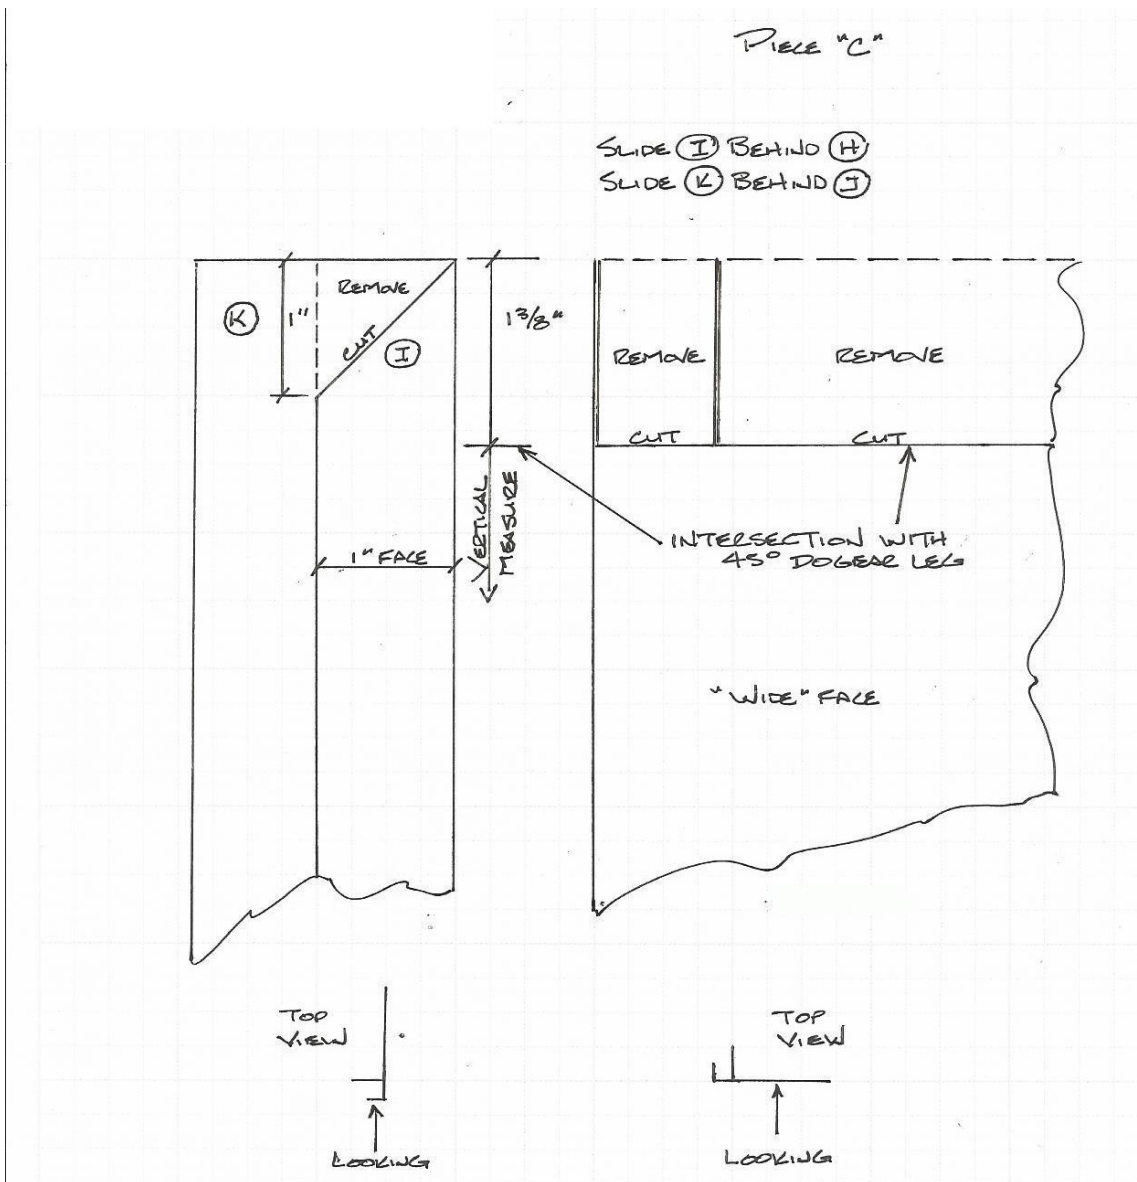 PIECE "C"
SLIDE I BEHIND H
SLIDE K BEHIND J
REMOVE
K
1"
CUT
I
1 3/8"
REMOVE
REMOVE
CUT
CUT
VERTICAL
MEASURE
1" FACE
INTERSECTION WITH
45° DOGEAR LEG
"WIDE" FACE
TOP
VIEW
LOOKING
TOP
VIEW
LOOKING